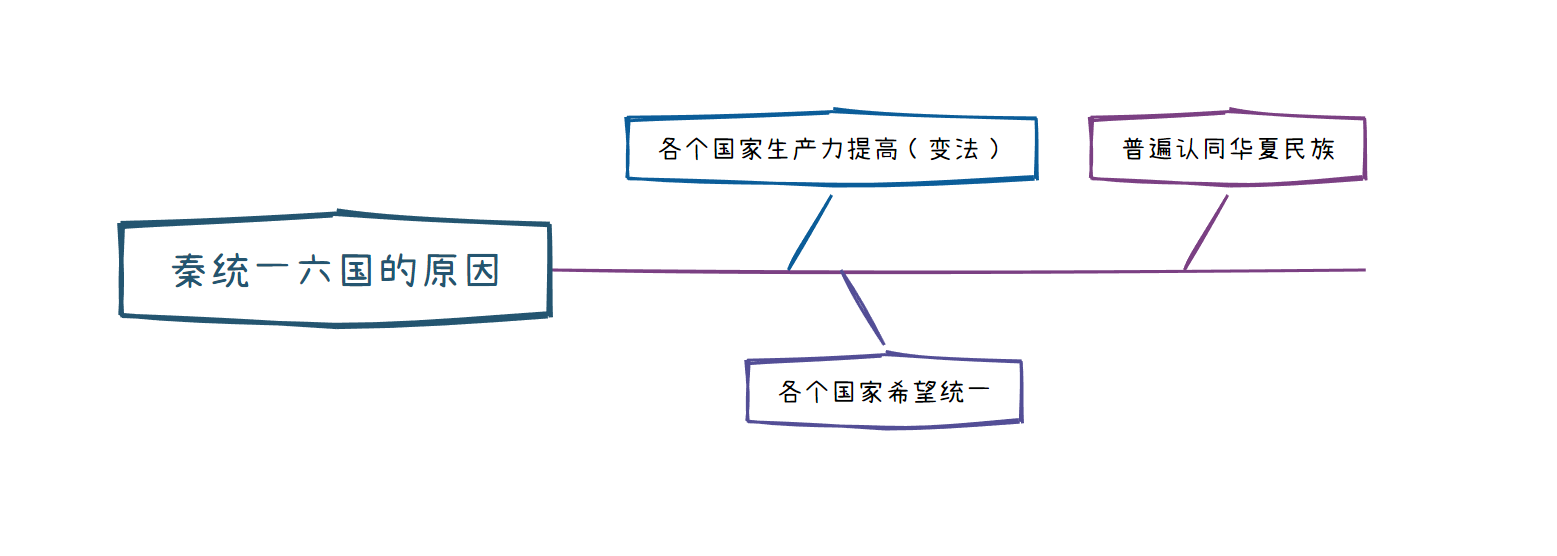 各个国家生产力提高（变法）
普遍认同华夏民族
秦统一六国的原因
各个国家希望统一